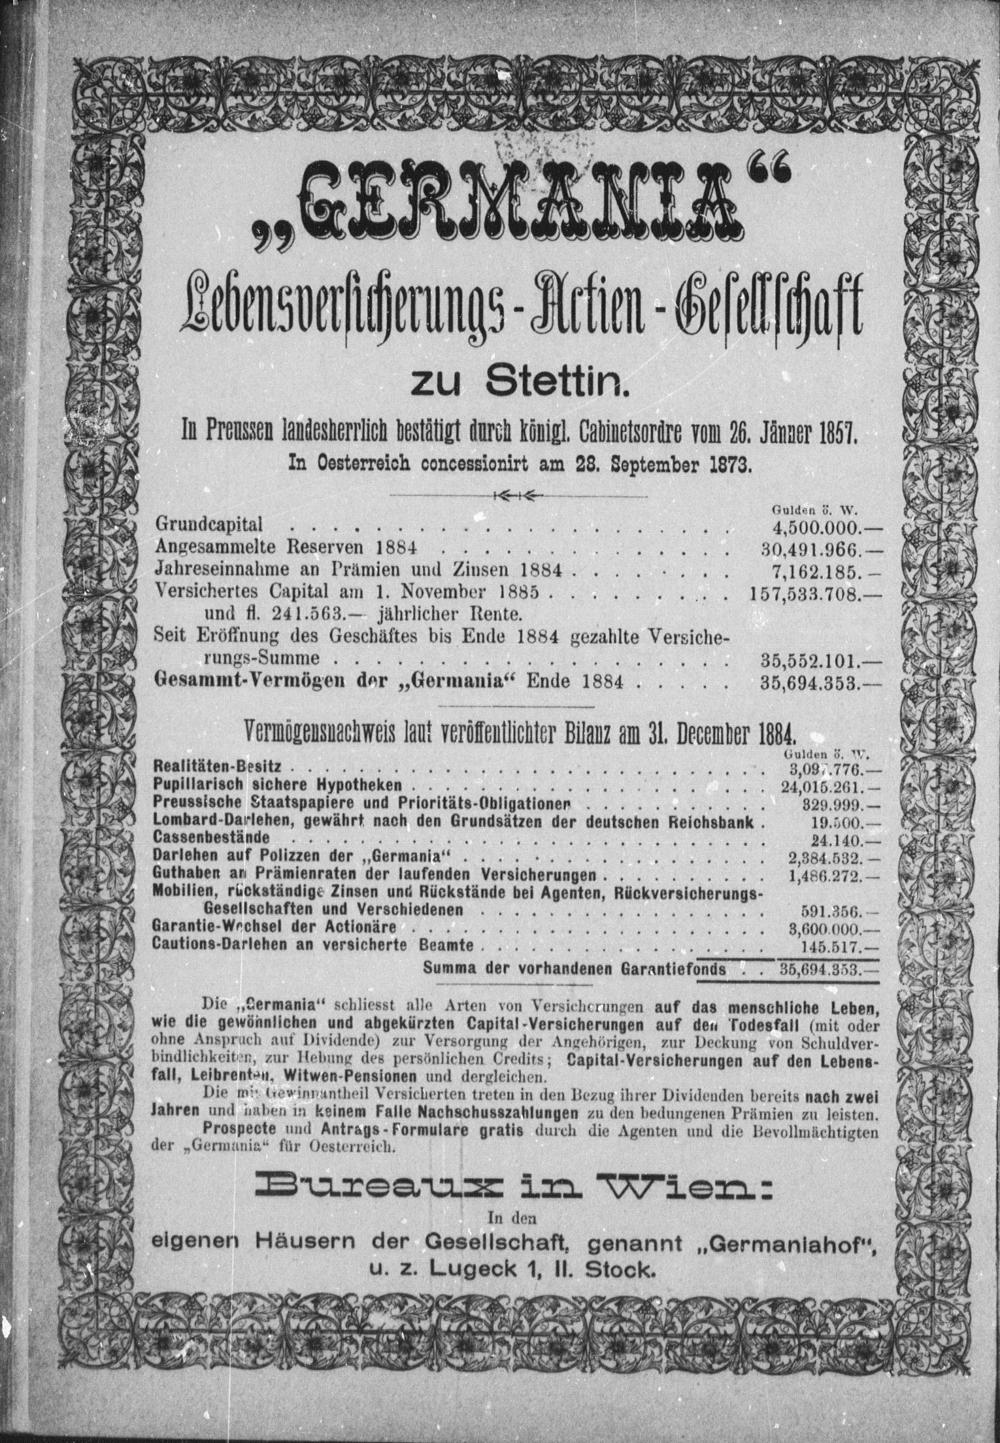 „GERMANIA“
Lebensversicherungs-Actien-Gesellschaft
zu Stettin.
In Preussen landesherrlich bestätigt durch königl. Cabinetsordre vom 26. Jänner 1857.
In Oesterreich concessionirt am 28. September 1873.
Gulden ö. W.
Grundcapital . . . . . 4,500.000.—
Angesammelte Reserven 1884 . . . . . 30,491.966.—
Jahreseinnahme an Prämien und Zinsen 1884 . . . . . 7,162.185.—
Versichertes Capital am 1. November 1885 . . . . . 157,533.708.—
und fl. 241.563.— jährlicher Rente.
Seit Eröffnung des Geschäftes bis Ende 1884 gezahlte Versiche-
rungs-Summe . . . . . 35,552.101.—
Gesammt-Vermögen der „Germania“ Ende 1884 . . . . . 35,694.353.—
Vermögensnachweis laut veröffentlichter Bilanz am 31. December 1884.
Gulden ö. W.
Realitäten-Besitz . . . . .
Pupillarisch sichere Hypotheken . . . . . 24,015.261.—
Preussische Staatspapiere und Prioritäts-Obligationen . . . . . 329.999.—
Lombard-Darlehen, gewährt nach den Grundsätzen der deutschen Reichsbank . 19.500.—
Cassenbestände . . . . . 24.140.—
Darlehen auf Polizzen der „Germania“ . . . . . 2,384.532.—
Guthaben an Prämienraten der laufenden Versicherungen . . . . . 1,486.272.—
Mobilien, rückständige Zinsen und Rückstände bei Agenten, Rückversicherungs-
Gesellschaften und Verschiedenen . . . . . 591.356.—
Garantie-Wechsel der Actionäre . . . . . 3,600.000.—
Cautions-Darlehen an versicherte Beamte . . . . . 145.517.—
Summa der vorhandenen Garantiefonds . . 35,694.353.—
Die „Germania“ schliesst alle Arten von Versicherungen auf das menschliche Leben,
wie die gewöhnlichen und abgekürzten Capital-Versicherungen auf den Todesfall (mit oder
ohne Anspruch auf Dividende) zur Versorgung der Angehörigen, zur Deckung von Schuldver-
bindlichkeiten, zur Hebung des persönlichen Credits; Capital-Versicherungen auf den Lebens-
fall, Leibrenten, Witwen-Pensionen und dergleichen.
Die mit Gewinnantheil Versicherten treten in den Bezug ihrer Dividenden bereits nach zwei
Jahren und haben in keinem Falle Nachschusszahlungen zu den bedungenen Prämien zu leisten.
Prospecte und Antrags-Formulare gratis durch die Agenten und die Bevollmächtigten
der „Germania“ für Oesterreich.
Bureaux in Wien:
In den
eigenen Häusern der Gesellschaft, genannt „Germaniahof“,
u. z. Lugeck 1, II. Stock.